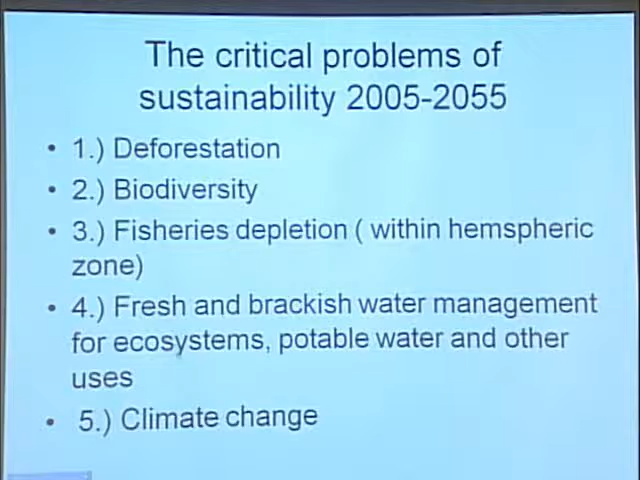 The critical problems of
sustainability 2005-2055
• 1.) Deforestation
• 2.) Biodiversity
• 3.) Fisheries depletion ( within hemspheric
zone)
• 4.) Fresh and brackish water management
for ecosystems, potable water and other
uses
• 5.) Climate change